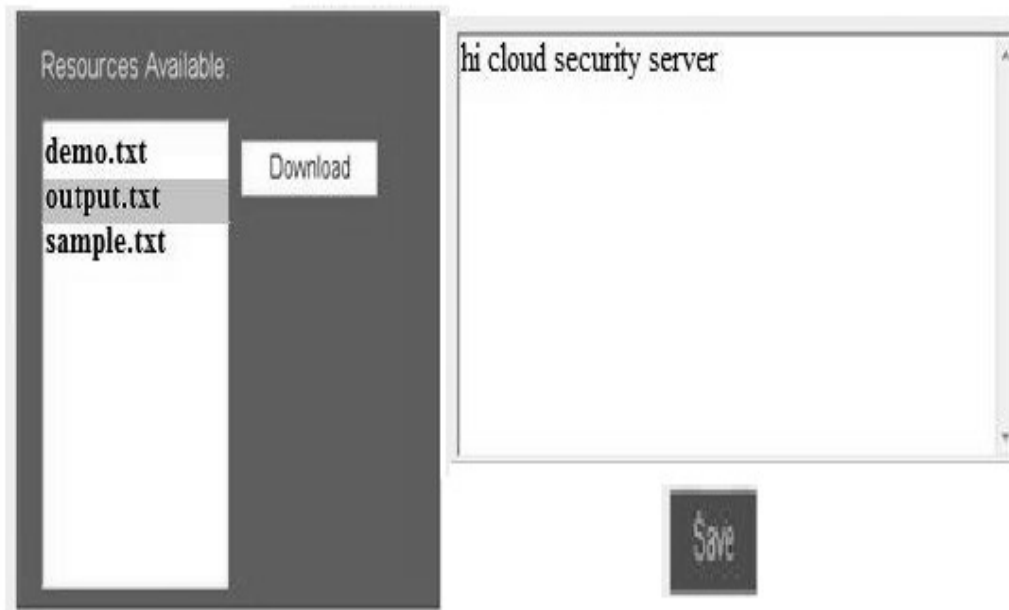 Resources Available:
demo.txt
output.txt
sample.txt
Download
hi cloud security server
Save